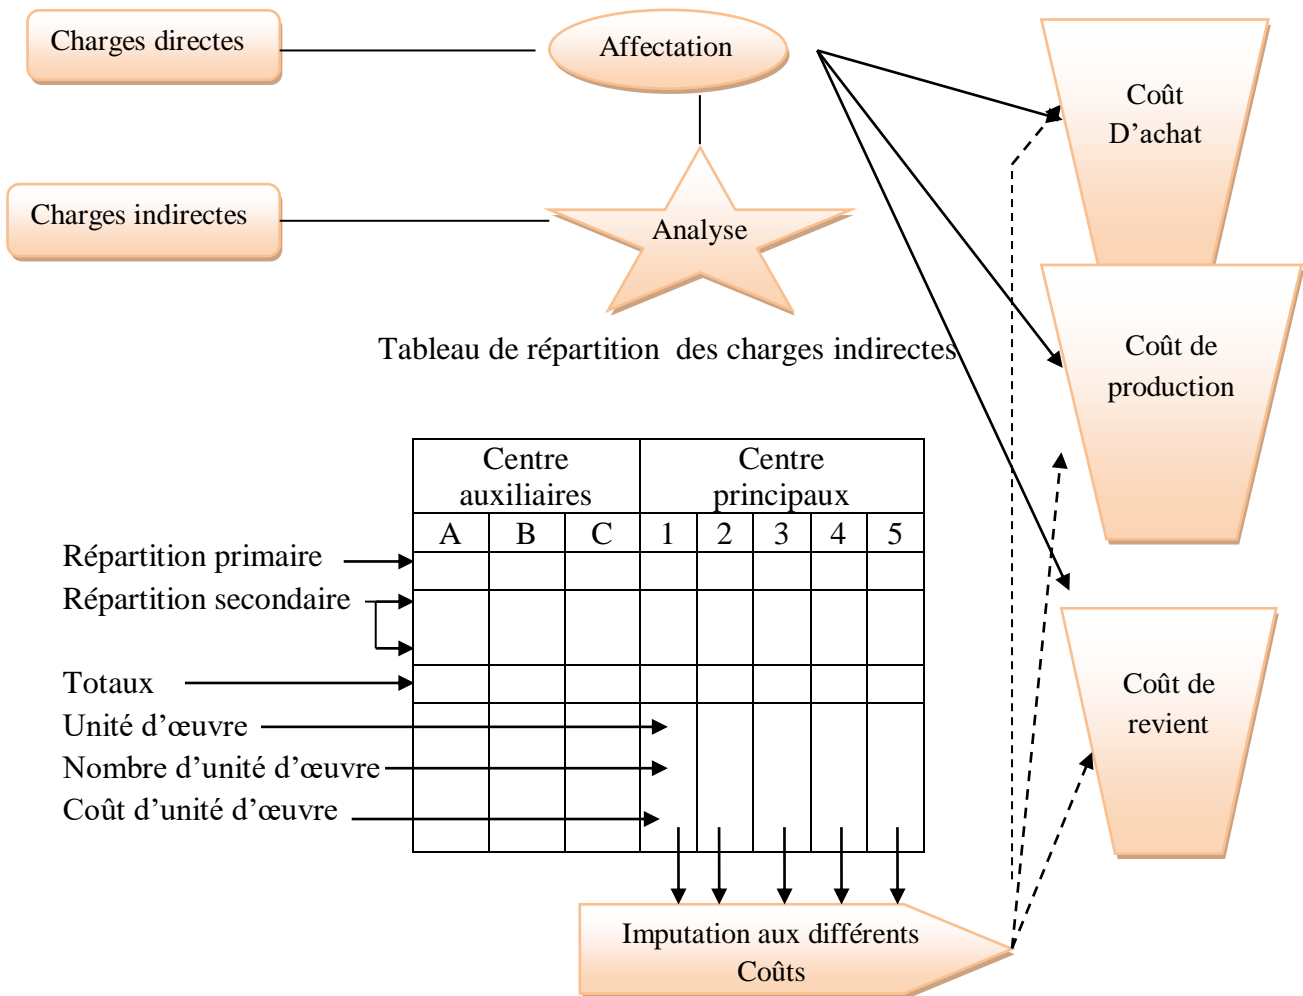 Charges directes
Affectation
Coût
D’achat
Charges indirectes
Analyse
Tableau de répartition  des charges indirectes
Coût de
production
Centre
auxiliaires
Centre
principaux
A B C 1 2 3 4 5
Répartition primaire
Répartition secondaire
Totaux
Unité d’œuvre
Nombre d’unité d’œuvre
Coût d’unité d’œuvre
Coût de
revient
Imputation aux différents
Coûts